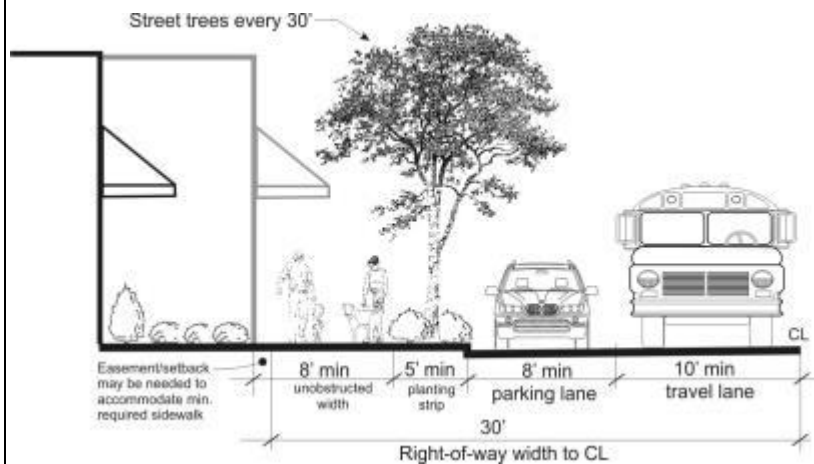 Street trees every 30'
CL
Easement/setback
may be needed to
accommodate min.
required sidewalk
8' min
unobstructed
width
5' min
planting
strip
8' min
parking lane
10' min
travel lane
30'
Right-of-way width to CL